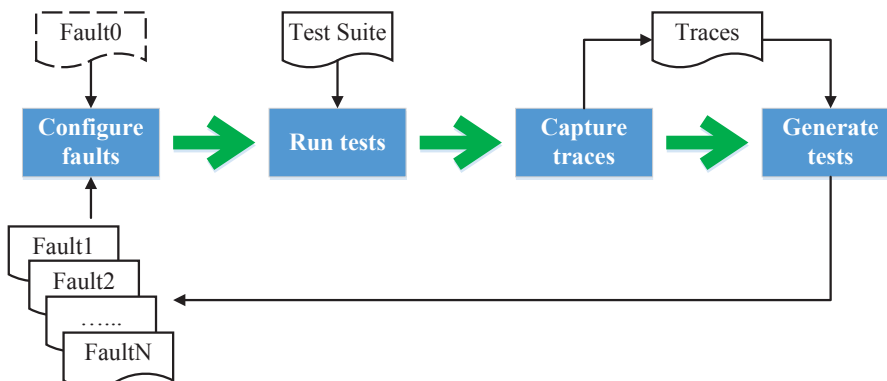 Fault0
Test Suite
Traces
Configure
faults
Run tests
Capture
traces
Generate
tests
Fault1
Fault2
…...
FaultN